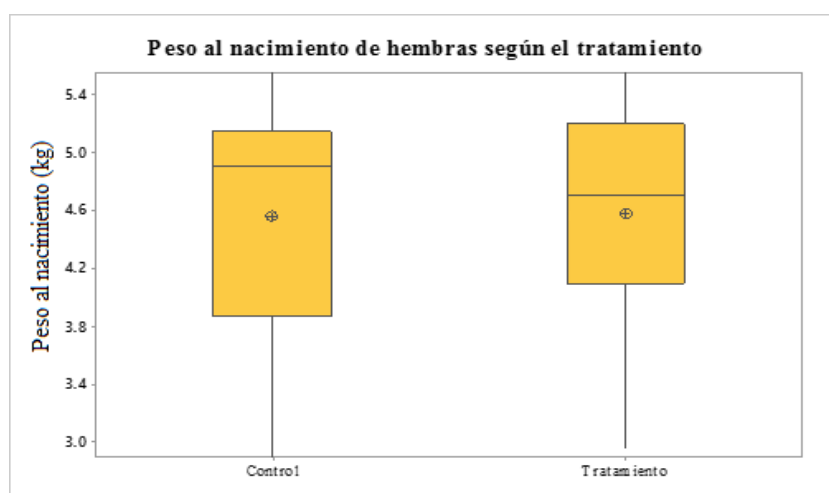 Peso al nacimiento de hembras según el tratamiento
Peso al nacimiento (kg)
5.4
5.0
4.6
4.2
3.8
3.4
3.0
Control
Tratamiento